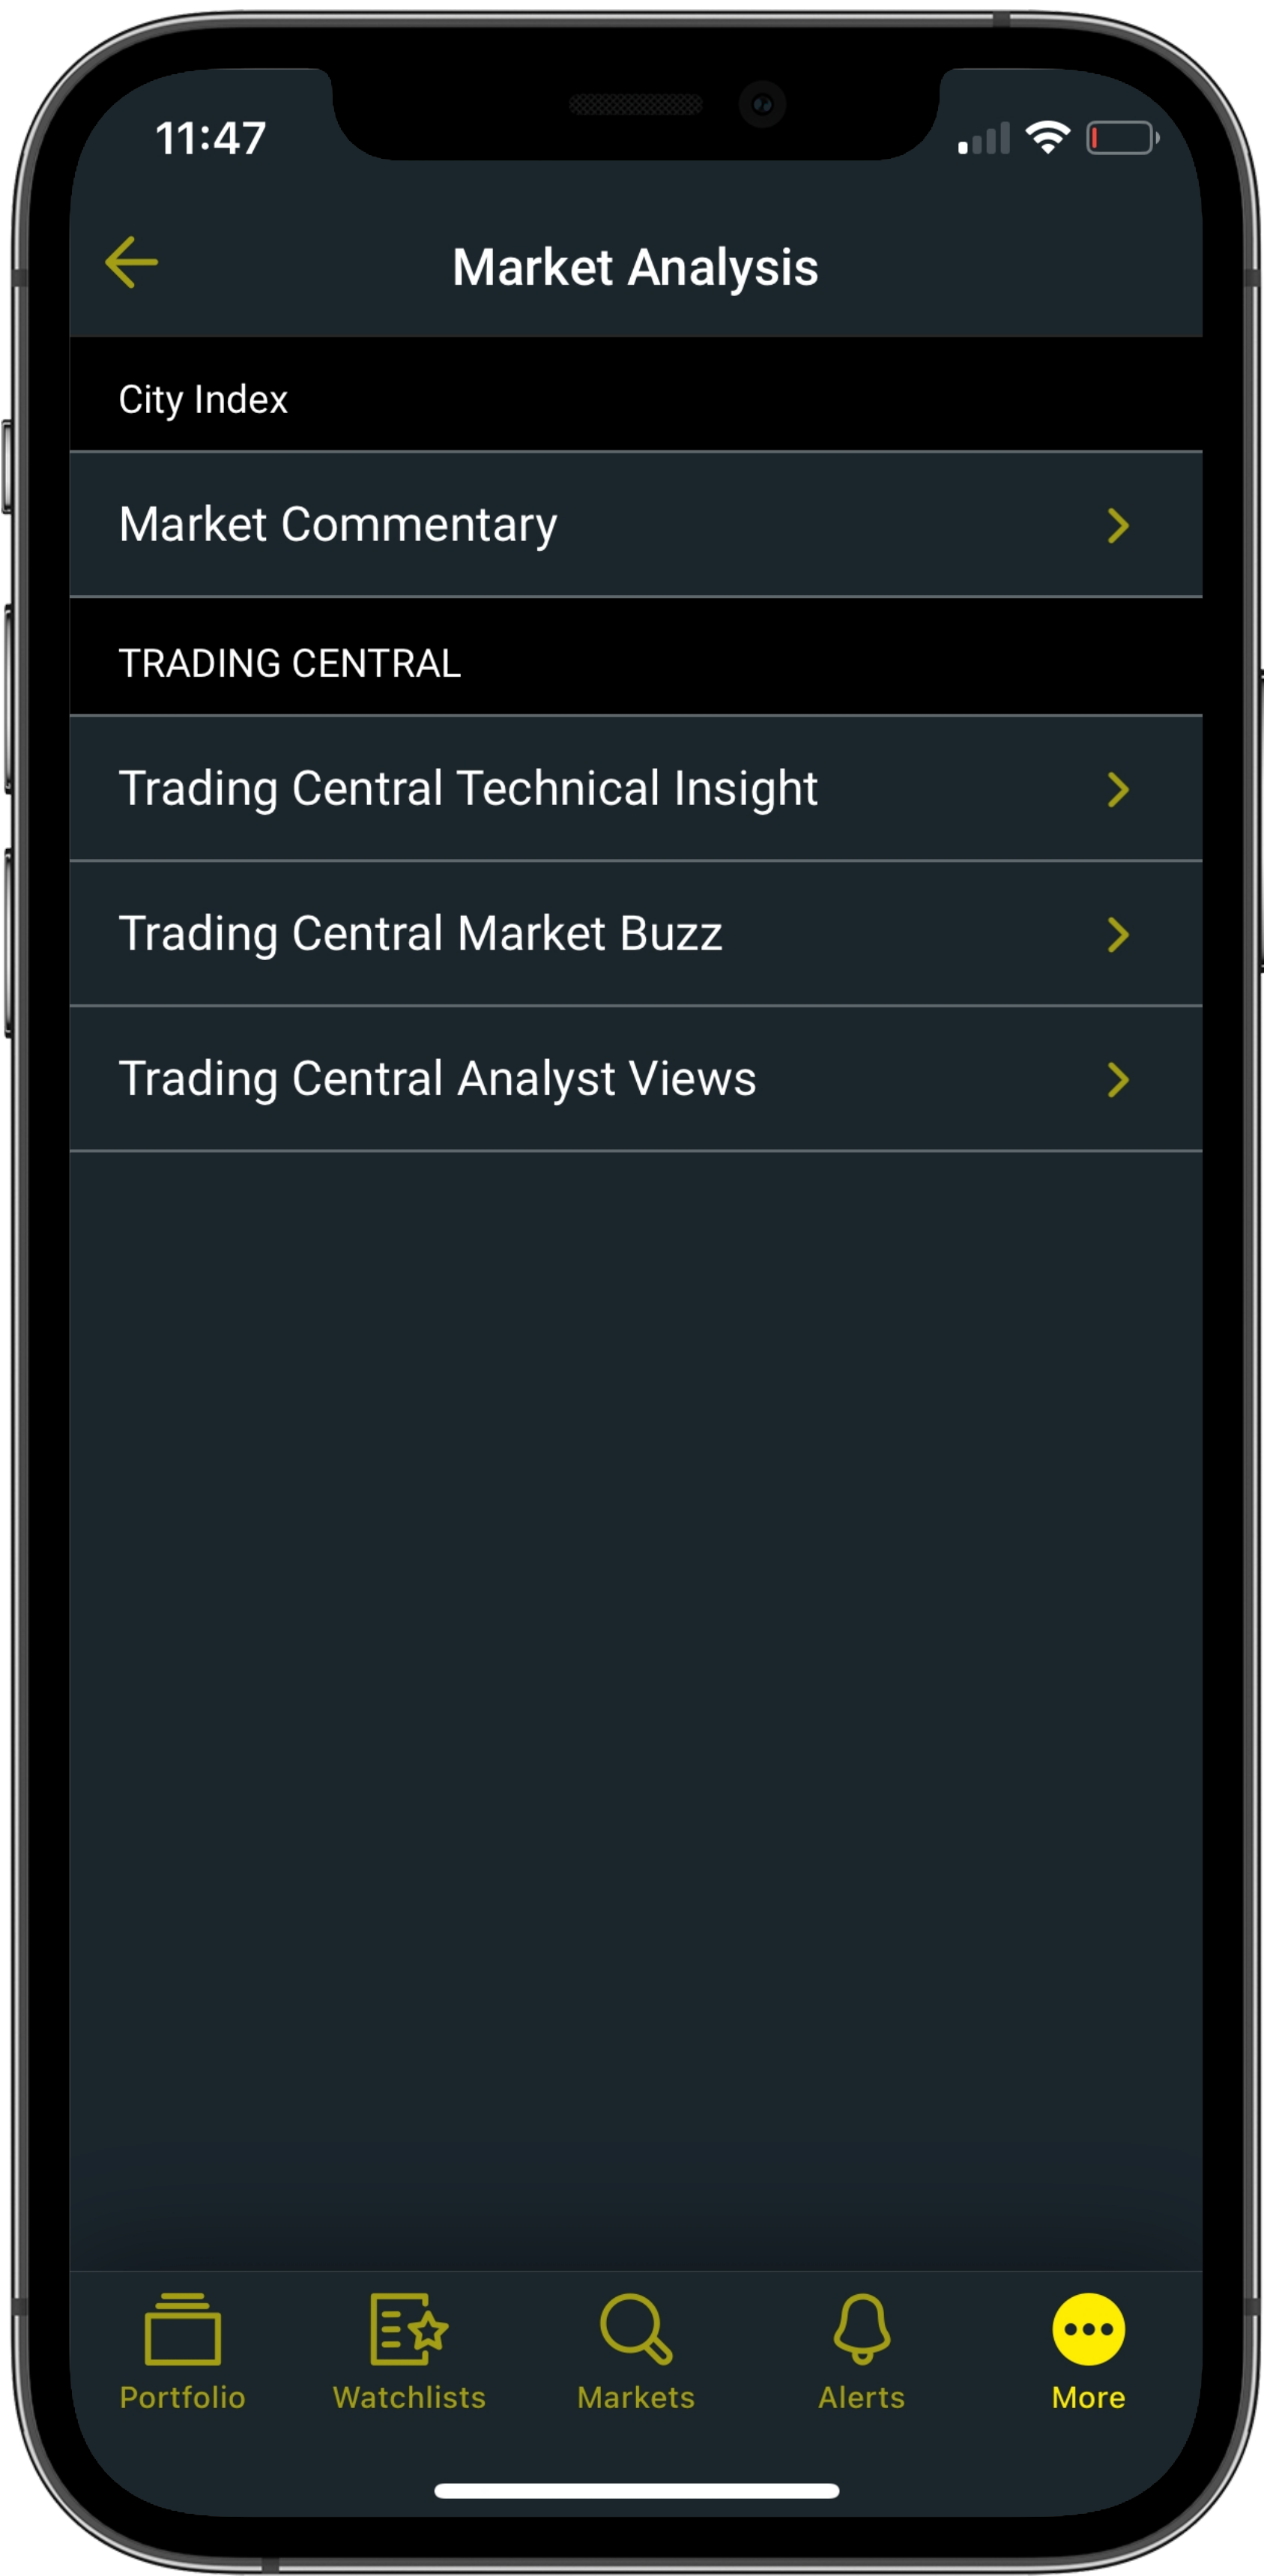 11:47
Market Analysis
City Index
Market Commentary
TRADING CENTRAL
Trading Central Technical Insight
Trading Central Market Buzz
Trading Central Analyst Views
Portfolio
Watchlists
Markets
Alerts
More